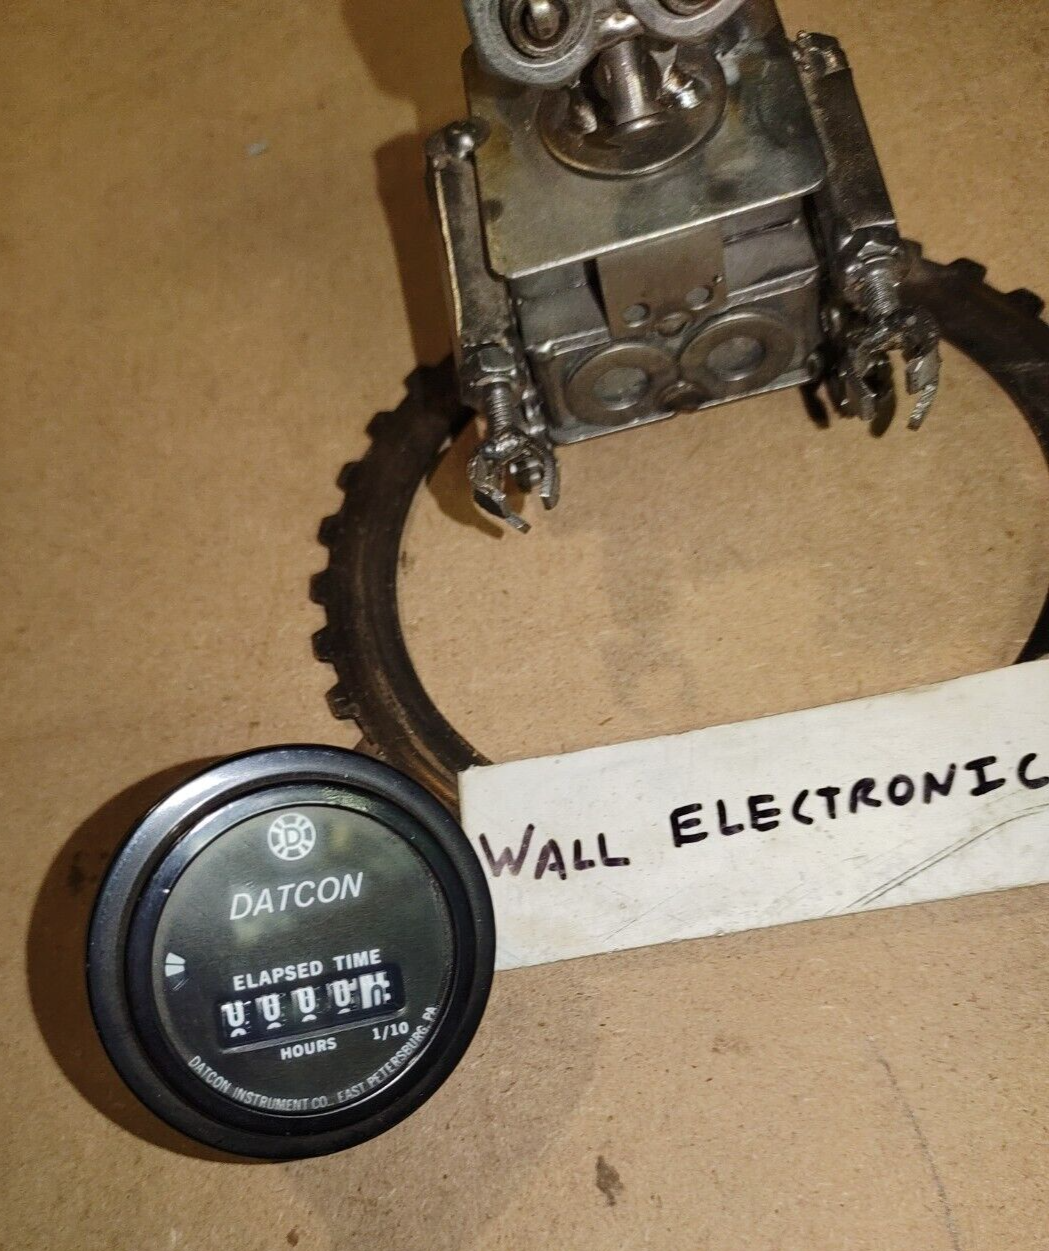 WALL ELECTRONIC
D
DATCON
ELAPSED TIME
HOURS 1/10
DATCON INSTRUMENT CO., EAST PETERSBURG, PA